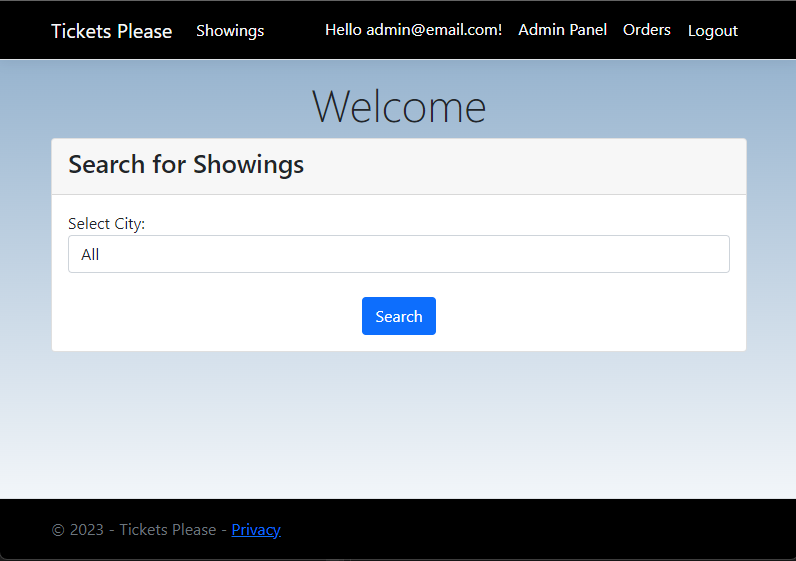 Tickets Please Showings Hello admin@email.com! Admin Panel Orders Logout
Welcome
Search for Showings
Select City:
All
Search
© 2023 - Tickets Please - Privacy